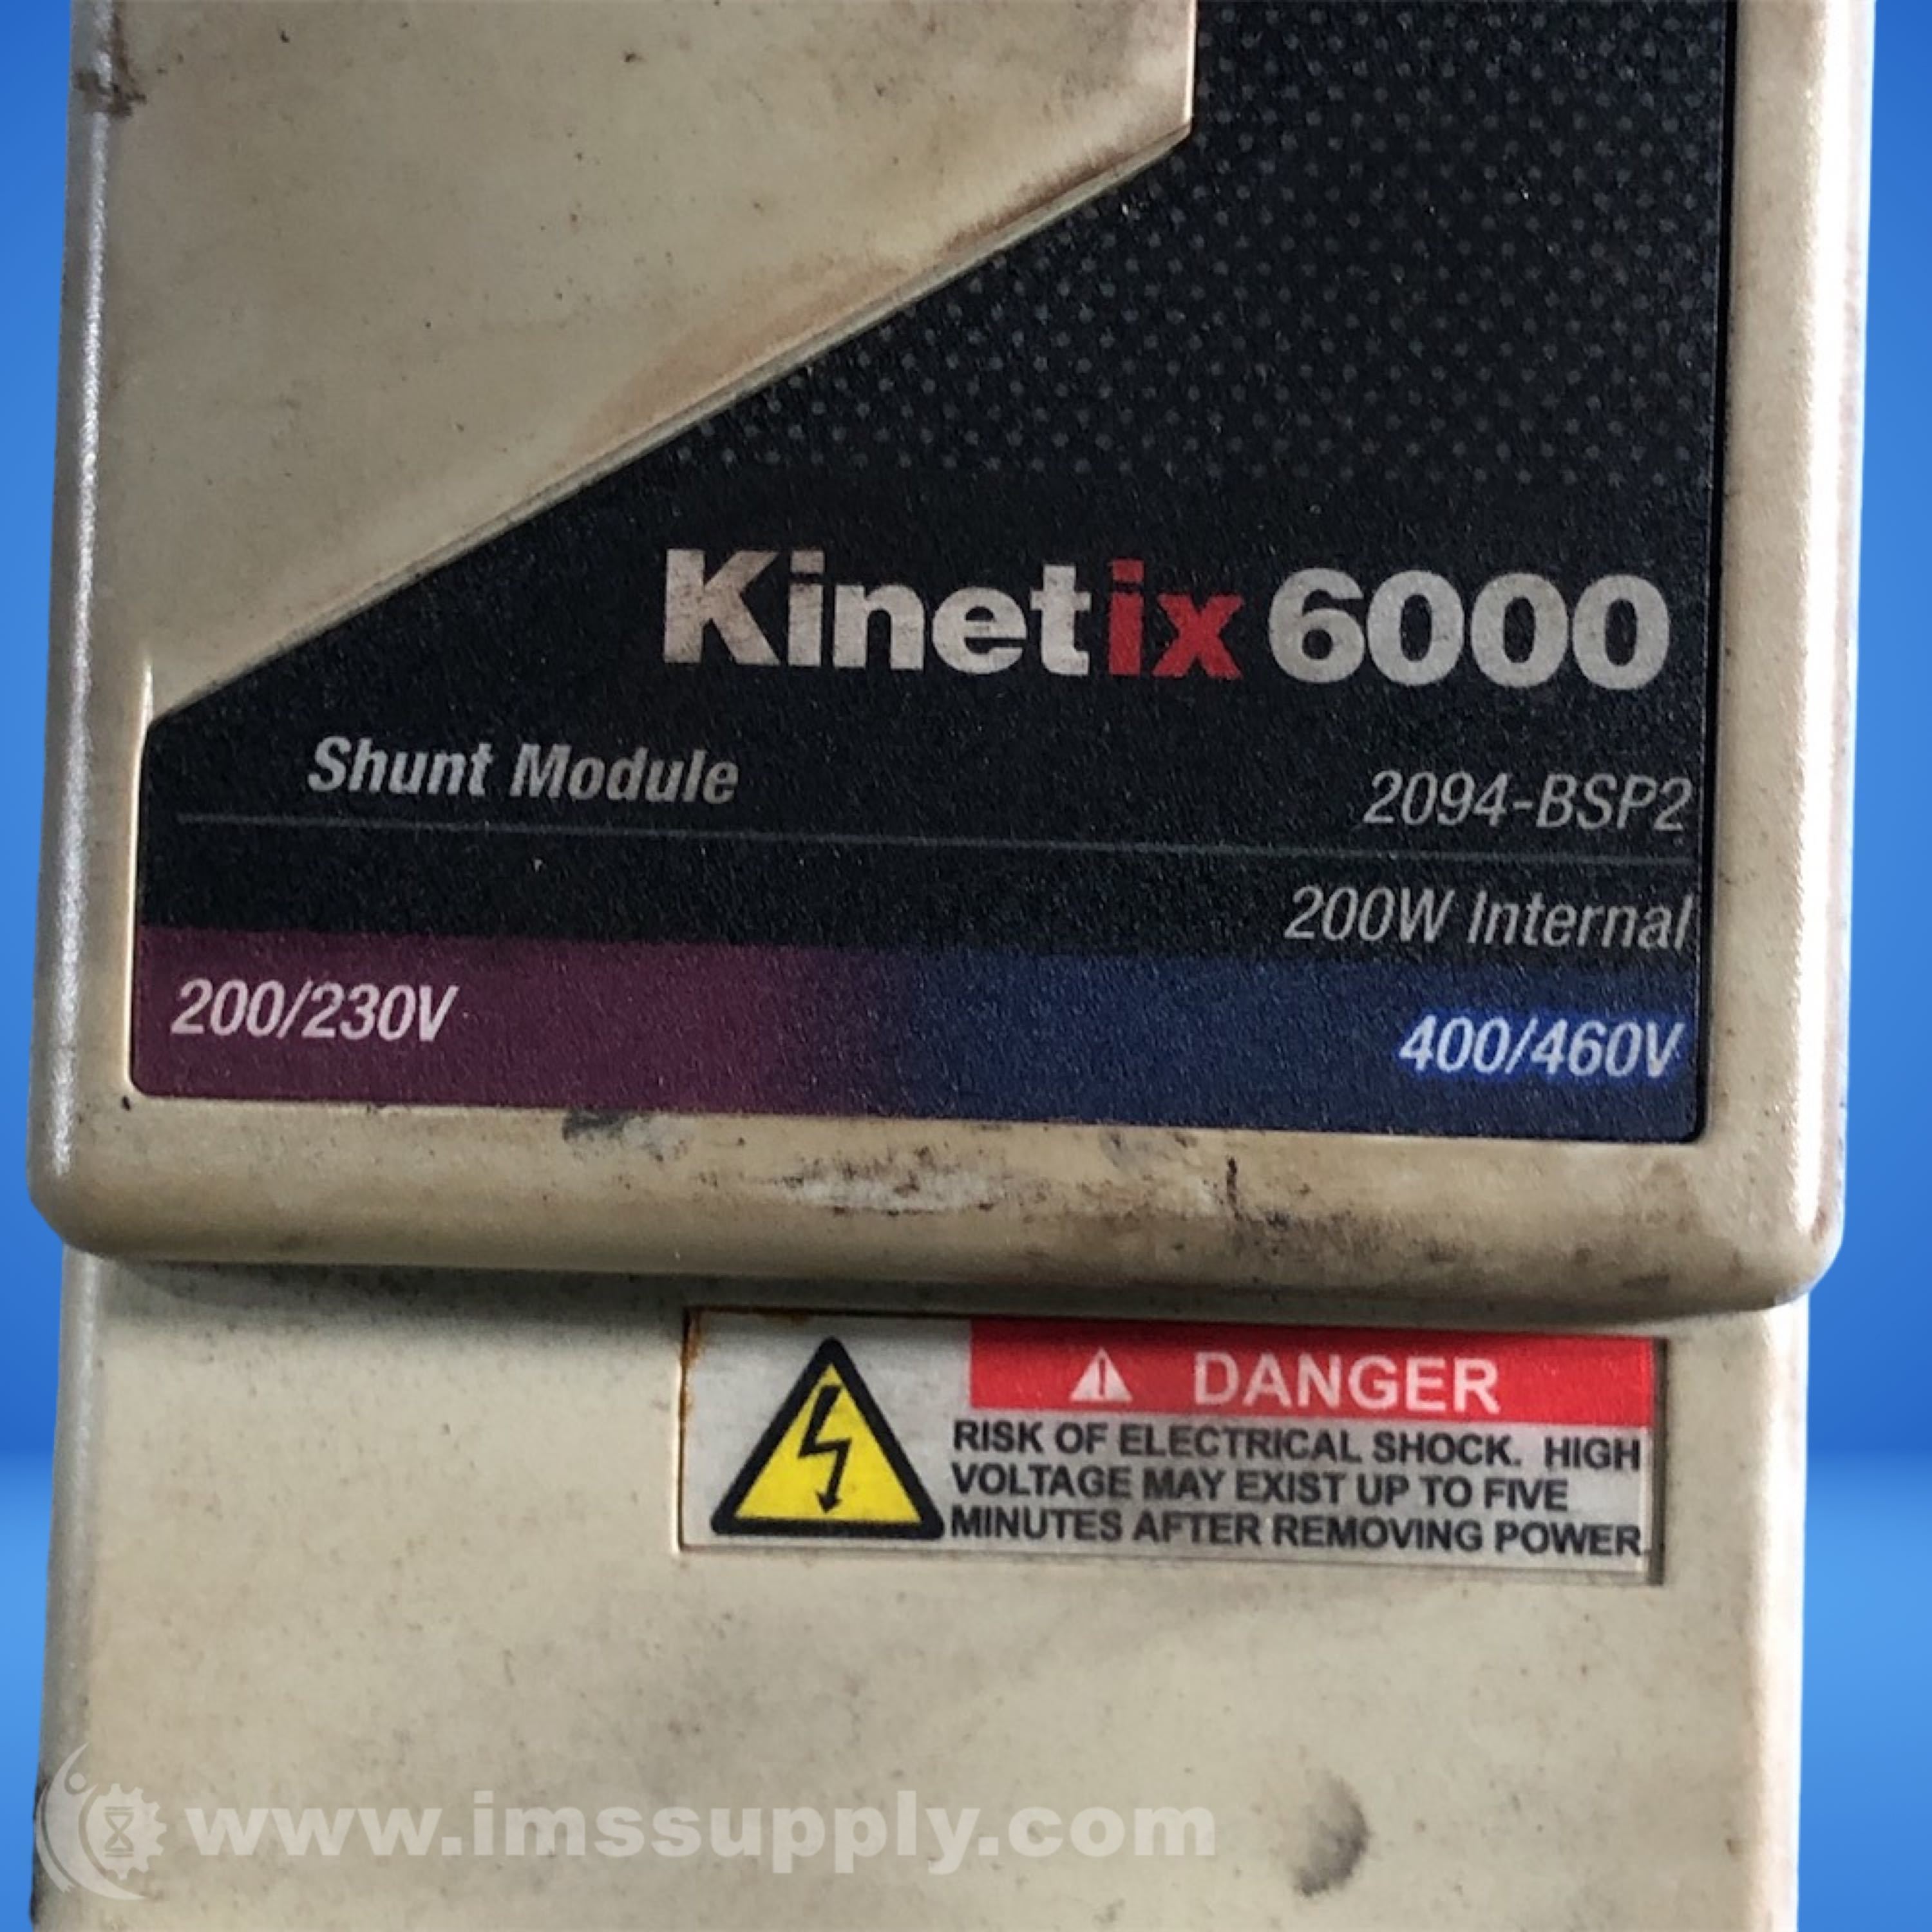 Kinetix 6000
Shunt Module 2094-BSP2
200W Internal
200/230V 400/460V
DANGER
RISK OF ELECTRICAL SHOCK. HIGH
VOLTAGE MAY EXIST UP TO FIVE
MINUTES AFTER REMOVING POWER.
www.imssupply.com